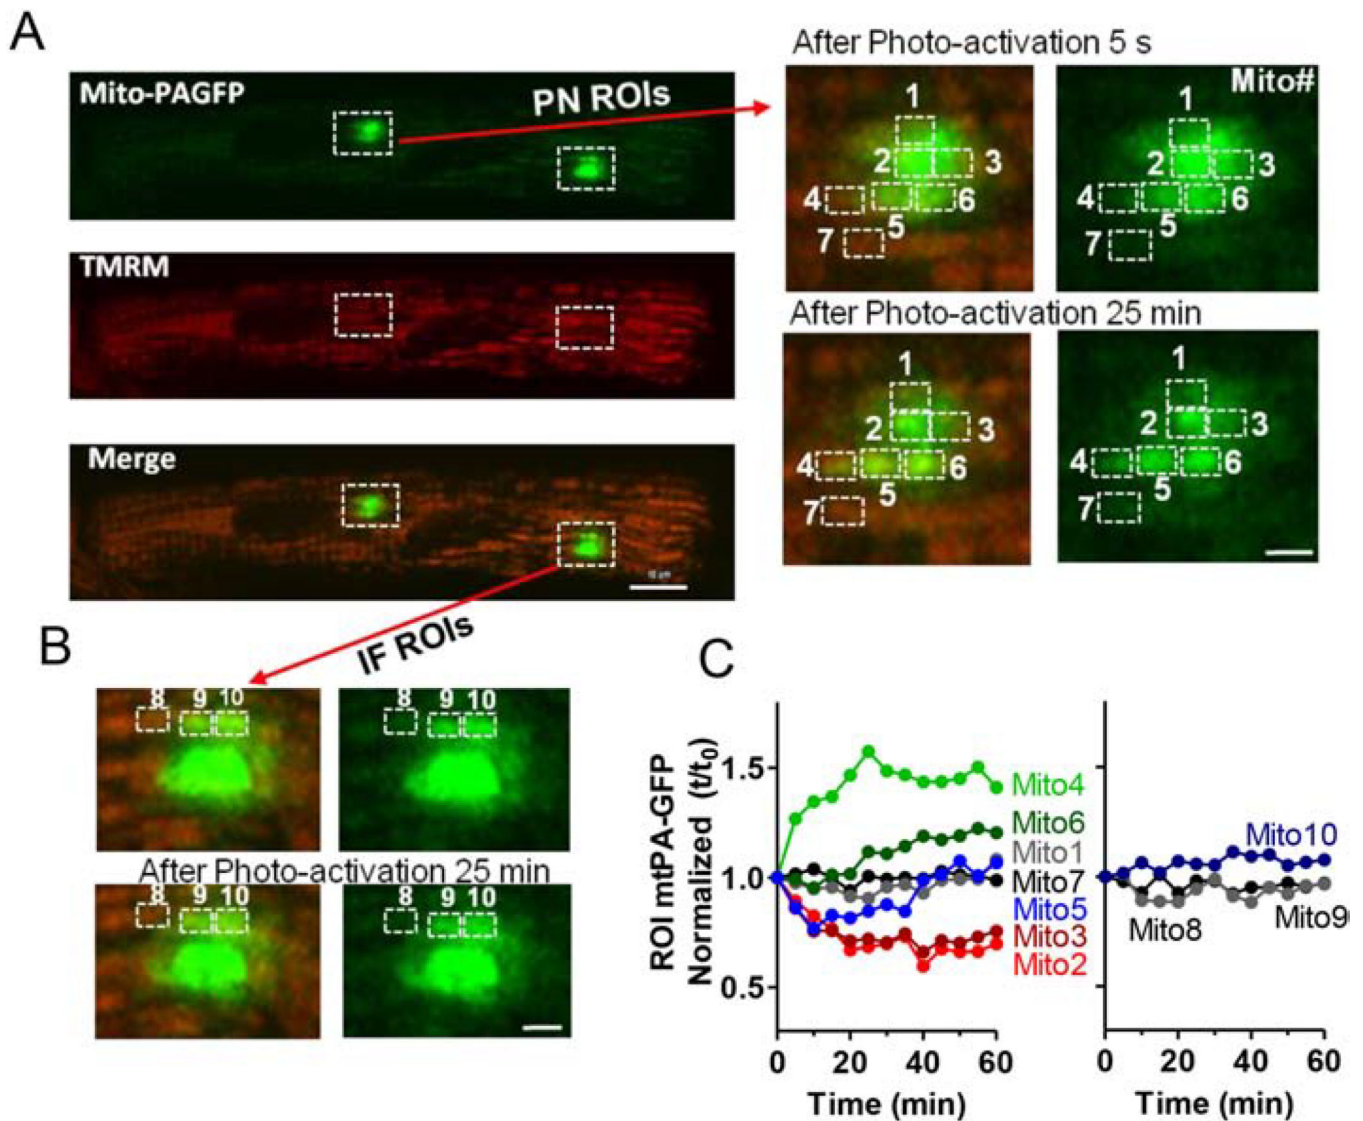 A
Mito-PAGFP
PN ROIs
TMRM
Merge
10 µm
After Photo-activation 5 s
1
2
3
4
5
6
7
Mito#
1
2
3
4
5
6
7
After Photo-activation 25 min
1
2
3
4
5
6
7
1
2
3
4
5
6
7
B
IF ROIs
8 9 10
8 9 10
After Photo-activation 25 min
8 9 10
8 9 10
C
ROI mtPA-GFP
Normalized (t/t0)
1.5
1.0
0.5
Mito4
Mito6
Mito1
Mito7
Mito5
Mito3
Mito2
0 20 40 60
Time (min)
Mito10
Mito8
Mito9
0 20 40 60
Time (min)